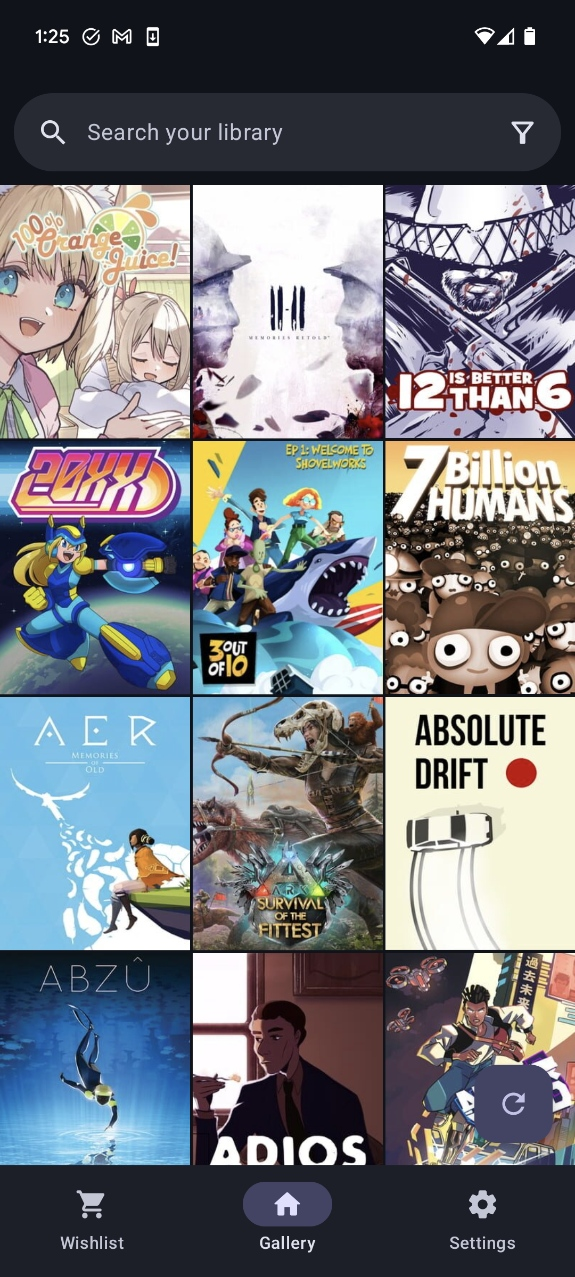 1:25
Search your library
100%
Orange
Juice!
11-11
MEMORIES RETOLD
12 IS BETTER
THAN 6
20XX
EP 1: WELCOME TO
SHOVELWORKS
3 OUT
OF 10
7 Billion
HUMANS
AER
MEMORIES
OF
OLD
ARK
SURVIVAL
OF THE
FITTEST
ABSOLUTE
DRIFT
ABZÛ
ADIOS
過去未来
Wishlist
Gallery
Settings